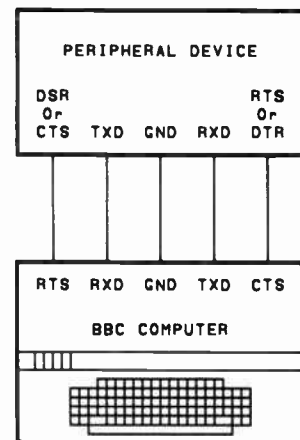 PERIPHERAL DEVICE
DSR RTS
Or Or
CTS TXD GND RXD DTR
RTS RXD GND TXD CTS
BBC COMPUTER